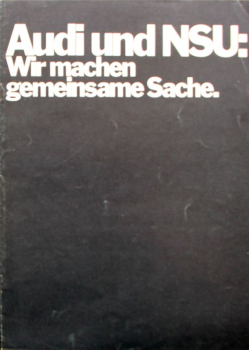 Audi und NSU:
Wir machen
gemeinsame Sache.